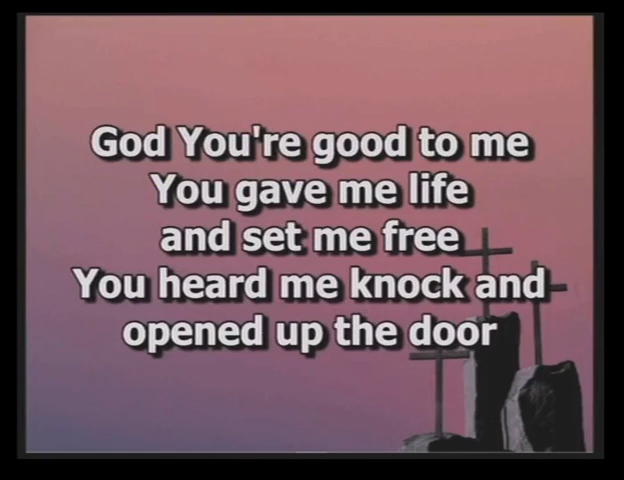 God You're good to me
You gave me life
and set me free
You heard me knock and
opened up the door